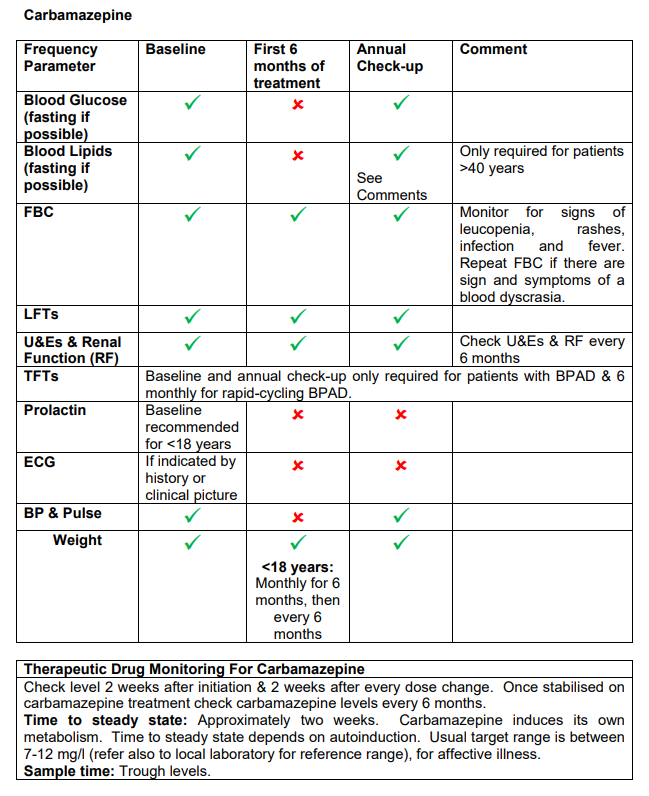 Carbamazepine
Frequency Baseline First 6 Annual Comment
Parameter months of Check-up
treatment
Blood Glucose ✓ ✗ ✓
(fasting if
possible)
Blood Lipids ✓ ✗ ✓ Only required for patients
(fasting if See >40 years
possible) Comments
FBC ✓ ✓ ✓ Monitor for signs of
leucopenia, rashes,
infection and fever.
Repeat FBC if there are
sign and symptoms of a
blood dyscrasia.
LFTs ✓ ✓ ✓
U&Es & Renal ✓ ✓ ✓ Check U&Es & RF every
Function (RF) 6 months
TFTs Baseline and annual check-up only required for patients with BPAD & 6
monthly for rapid-cycling BPAD.
Prolactin Baseline ✗ ✗
recommended
for <18 years
ECG If indicated by ✗ ✗
history or
clinical picture
BP & Pulse ✓ ✗ ✓
Weight ✓ ✓ ✓
<18 years:
Monthly for 6
months, then
every 6
months
Therapeutic Drug Monitoring For Carbamazepine
Check level 2 weeks after initiation & 2 weeks after every dose change. Once stabilised on
carbamazepine treatment check carbamazepine levels every 6 months.
Time to steady state: Approximately two weeks. Carbamazepine induces its own
metabolism. Time to steady state depends on autoinduction. Usual target range is between
7-12 mg/l (refer also to local laboratory for reference range), for affective illness.
Sample time: Trough levels.